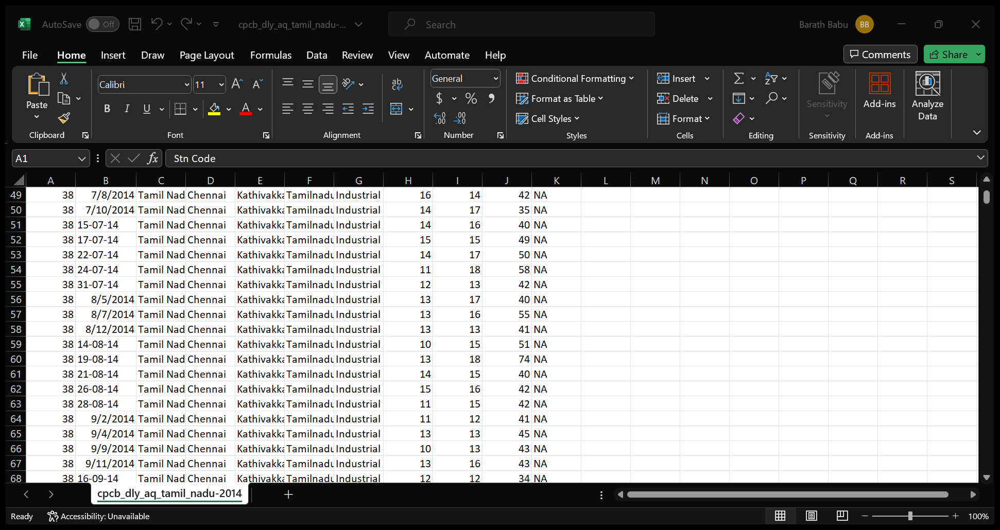 AutoSave Off cpcb_dly_aq_tamil_nadu-... Search Barath Babu BB
File Home Insert Draw Page Layout Formulas Data Review View Automate Help Comments Share
Paste
Clipboard
Calibri 11
B I U A
Font
ab
c
Alignment
General
$ % ,
.00
.00
Number
Conditional Formatting
Format as Table
Cell Styles
Styles
Insert
Delete
Format
Cells
Editing
Sensitivity
Sensitivity
Add-ins
Add-ins
Analyze
Data
A1 fx Stn Code
A B C D E F G H I J K L M N O P Q R S
49 38 7/8/2014 Tamil Nad Chennai Kathivakka Tamilnadu Industrial 16 14 42 NA
50 38 7/10/2014 Tamil Nad Chennai Kathivakka Tamilnadu Industrial 14 17 35 NA
51 38 15-07-14 Tamil Nad Chennai Kathivakka Tamilnadu Industrial 14 16 40 NA
52 38 17-07-14 Tamil Nad Chennai Kathivakka Tamilnadu Industrial 15 15 49 NA
53 38 22-07-14 Tamil Nad Chennai Kathivakka Tamilnadu Industrial 14 17 50 NA
54 38 24-07-14 Tamil Nad Chennai Kathivakka Tamilnadu Industrial 11 18 58 NA
55 38 31-07-14 Tamil Nad Chennai Kathivakka Tamilnadu Industrial 12 13 42 NA
56 38 8/5/2014 Tamil Nad Chennai Kathivakka Tamilnadu Industrial 13 17 40 NA
57 38 8/7/2014 Tamil Nad Chennai Kathivakka Tamilnadu Industrial 13 16 55 NA
58 38 8/12/2014 Tamil Nad Chennai Kathivakka Tamilnadu Industrial 13 13 41 NA
59 38 14-08-14 Tamil Nad Chennai Kathivakka Tamilnadu Industrial 10 15 51 NA
60 38 19-08-14 Tamil Nad Chennai Kathivakka Tamilnadu Industrial 13 18 74 NA
61 38 21-08-14 Tamil Nad Chennai Kathivakka Tamilnadu Industrial 14 15 40 NA
62 38 26-08-14 Tamil Nad Chennai Kathivakka Tamilnadu Industrial 15 16 42 NA
63 38 28-08-14 Tamil Nad Chennai Kathivakka Tamilnadu Industrial 11 15 42 NA
64 38 9/2/2014 Tamil Nad Chennai Kathivakka Tamilnadu Industrial 11 12 41 NA
65 38 9/4/2014 Tamil Nad Chennai Kathivakka Tamilnadu Industrial 13 13 45 NA
66 38 9/9/2014 Tamil Nad Chennai Kathivakka Tamilnadu Industrial 10 13 43 NA
67 38 9/11/2014 Tamil Nad Chennai Kathivakka Tamilnadu Industrial 13 16 43 NA
68 38 16-09-14 Tamil Nad Chennai Kathivakka Tamilnadu Industrial 12 12 34 NA
cpcb_dly_aq_tamil_nadu-2014
Ready Accessibility: Unavailable 100%